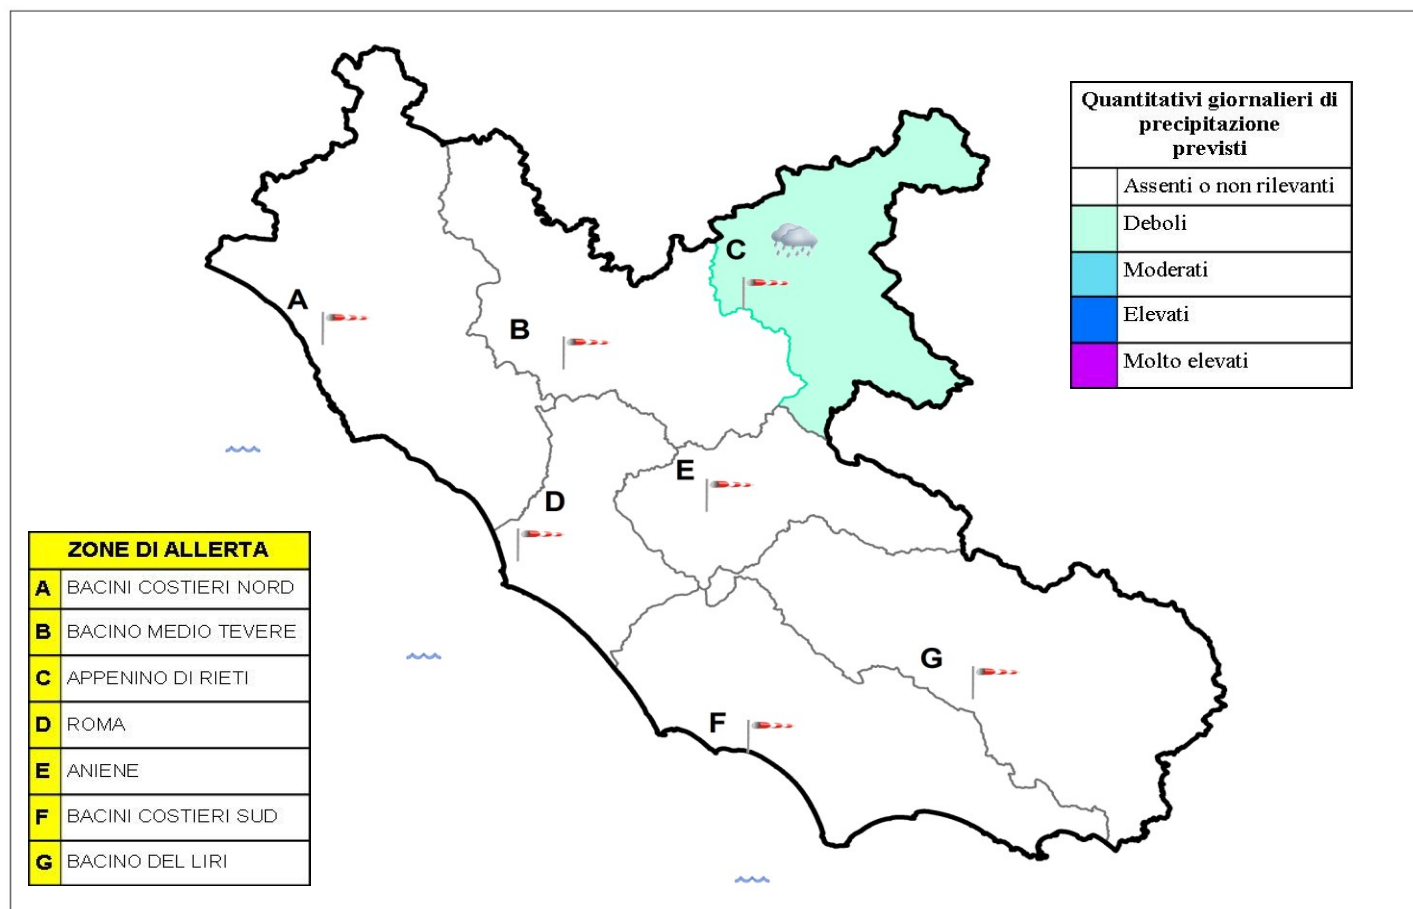 Quantitativi giornalieri di
precipitazione
previsti
Assenti o non rilevanti
Deboli
Moderati
Elevati
Molto elevati
C
A
B
E
D
G
F
ZONE DI ALLERTA
A BACINI COSTIERI NORD
B BACINO MEDIO TEVERE
C APPENINO DI RIETI
D ROMA
E ANIENE
F BACINI COSTIERI SUD
G BACINO DEL LIRI